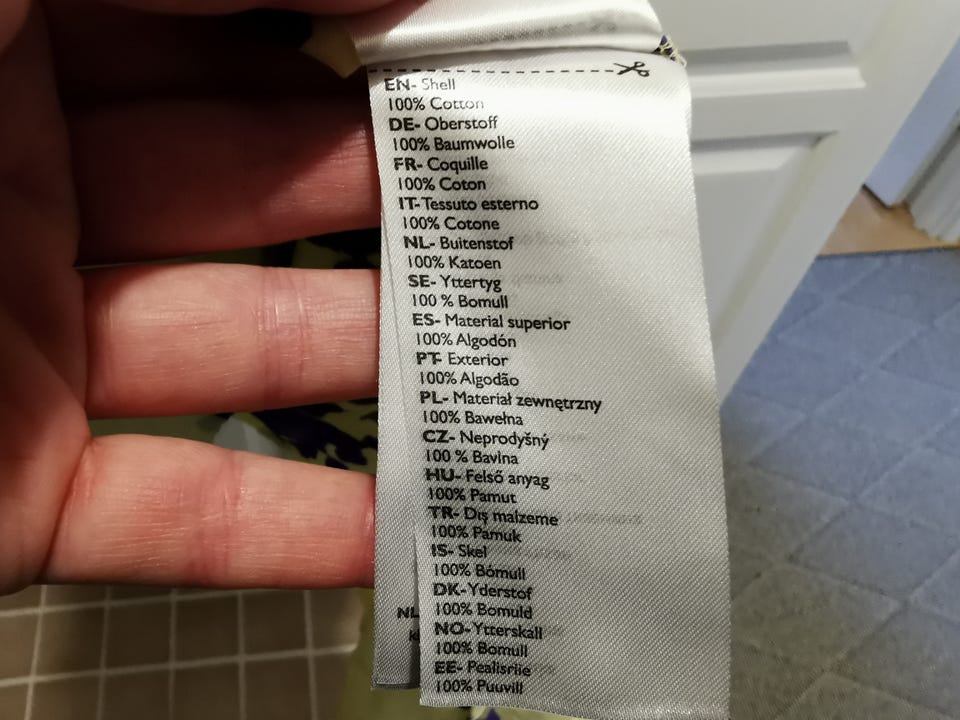 EN- Shell
100% Cotton
DE- Oberstoff
100% Baumwolle
FR- Coquille
100% Coton
IT- Tessuto esterno
100% Cotone
NL- Buitenstof
100% Katoen
SE- Yttertyg
100 % Bomull
ES- Material superior
100% Algodón
PT- Exterior
100% Algodão
PL- Materiał zewnętrzny
100% Bawełna
CZ- Neprodyšný
100 % Bavlna
HU- Felső anyag
100% Pamut
TR- Dış malzeme
100% Pamuk
IS- Skel
100% Bómull
DK- Yderstof
100% Bomuld
NO- Ytterskall
100% Bomull
EE- Pealisriie
100% Puuvill
NL